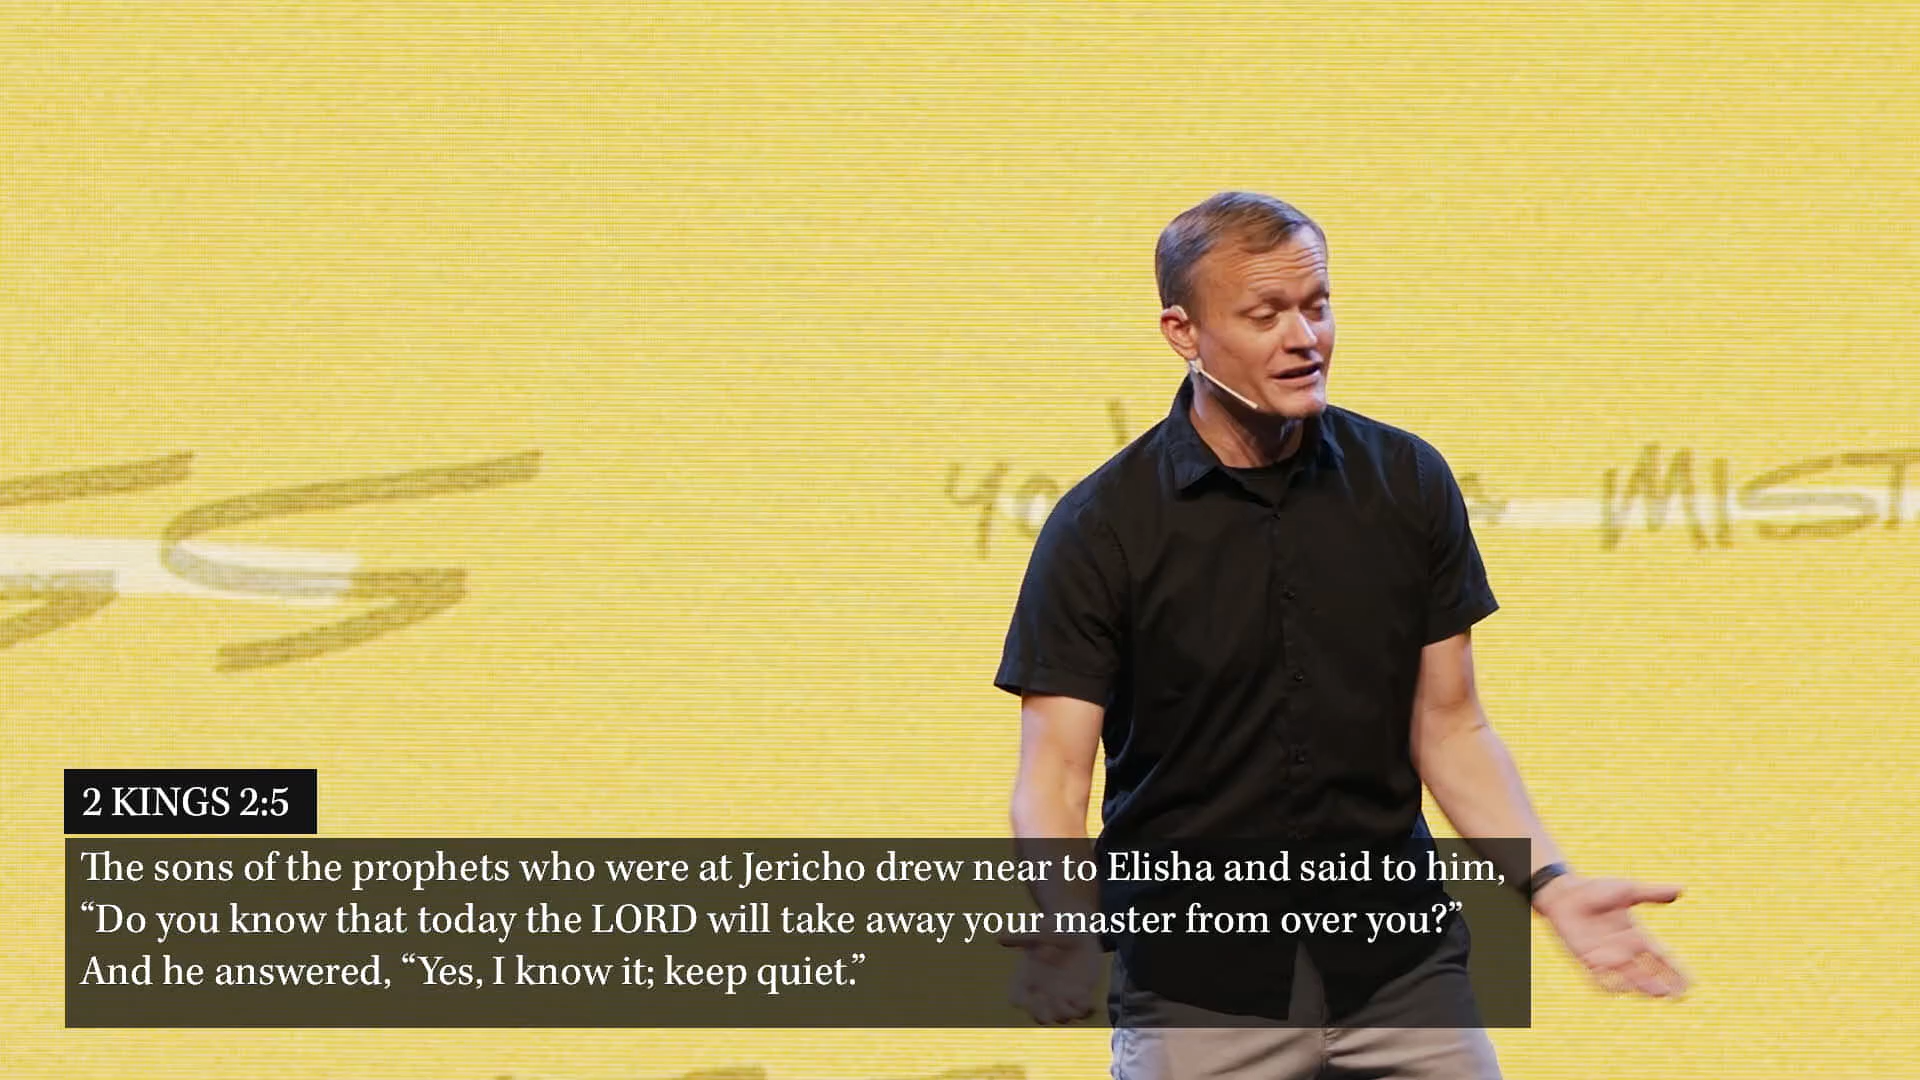 2 KINGS 2:5
The sons of the prophets who were at Jericho drew near to Elisha and said to him,
“Do you know that today the LORD will take away your master from over you?”
And he answered, “Yes, I know it; keep quiet.”